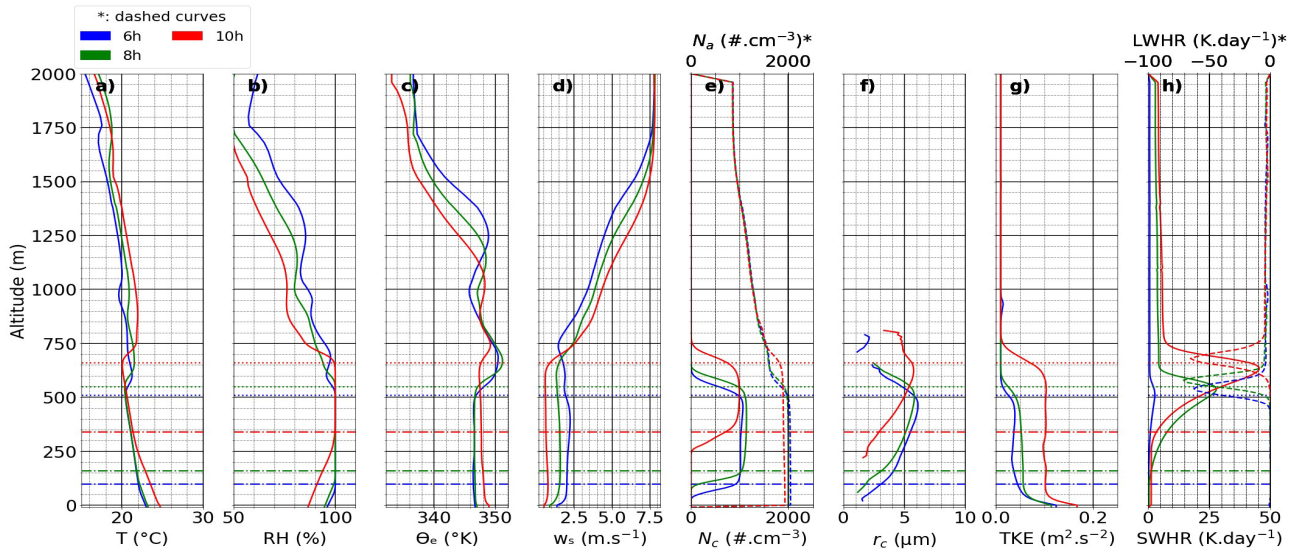 *: dashed curves
6h 10h
8h
N_a (#.cm⁻³)* LWHR (K.day⁻¹)*
0 2000 −100 −50 0
2000 a) b) c) d) e) f) g) h)
1750
1500
1250
1000
750
500
250
0
Altitude (m)
20 30 50 100 340 350 2.5 5.0 7.5 0 2000 0 5 10 0.0 0.2 0 25 50
T (°C) RH (%) Θₑ (°K) wₛ (m.s⁻¹) N_c (#.cm⁻³) r_c (μm) TKE (m².s⁻²) SWHR (K.day⁻¹)